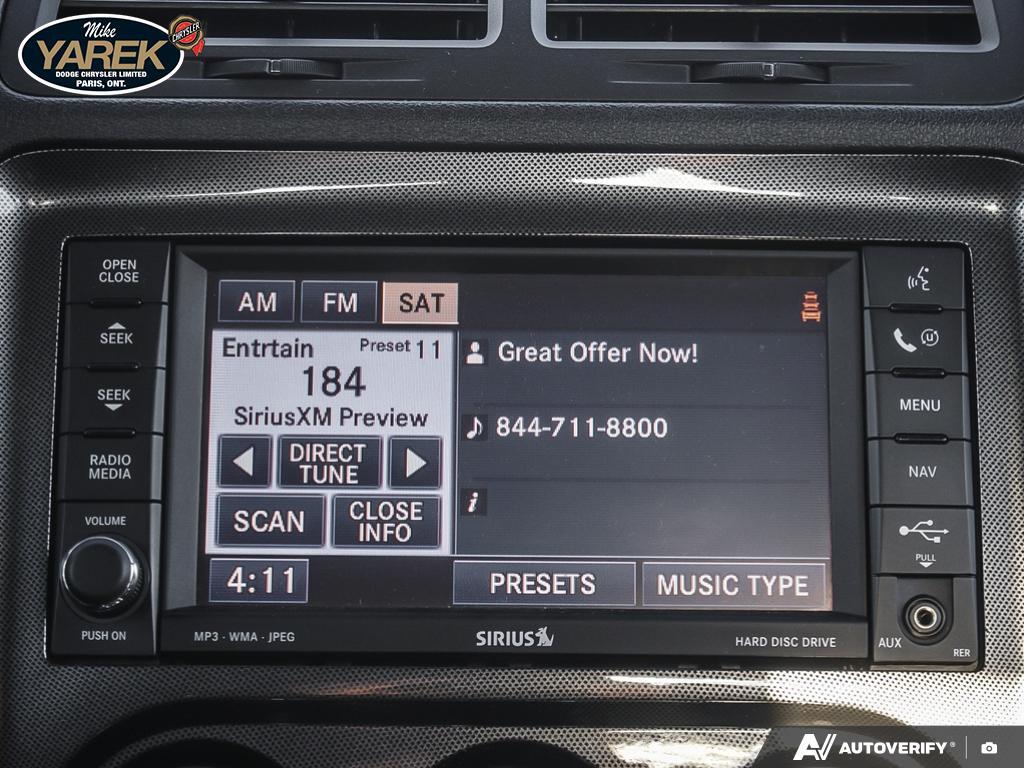 Mike
YAREK
CHRYSLER
DODGE CHRYSLER LIMITED
PARIS, ONT.
OPEN
CLOSE
SEEK
SEEK
RADIO
MEDIA
VOLUME
PUSH ON
AM FM SAT
Entrtain Preset 11
184
SiriusXM Preview
DIRECT
TUNE
SCAN
CLOSE
INFO
Great Offer Now!
844-711-8800
i
4:11
PRESETS
MUSIC TYPE
MP3 · WMA · JPEG
SIRIUS
HARD DISC DRIVE
u
MENU
NAV
PULL
AUX
RER
AV AUTOVERIFY®